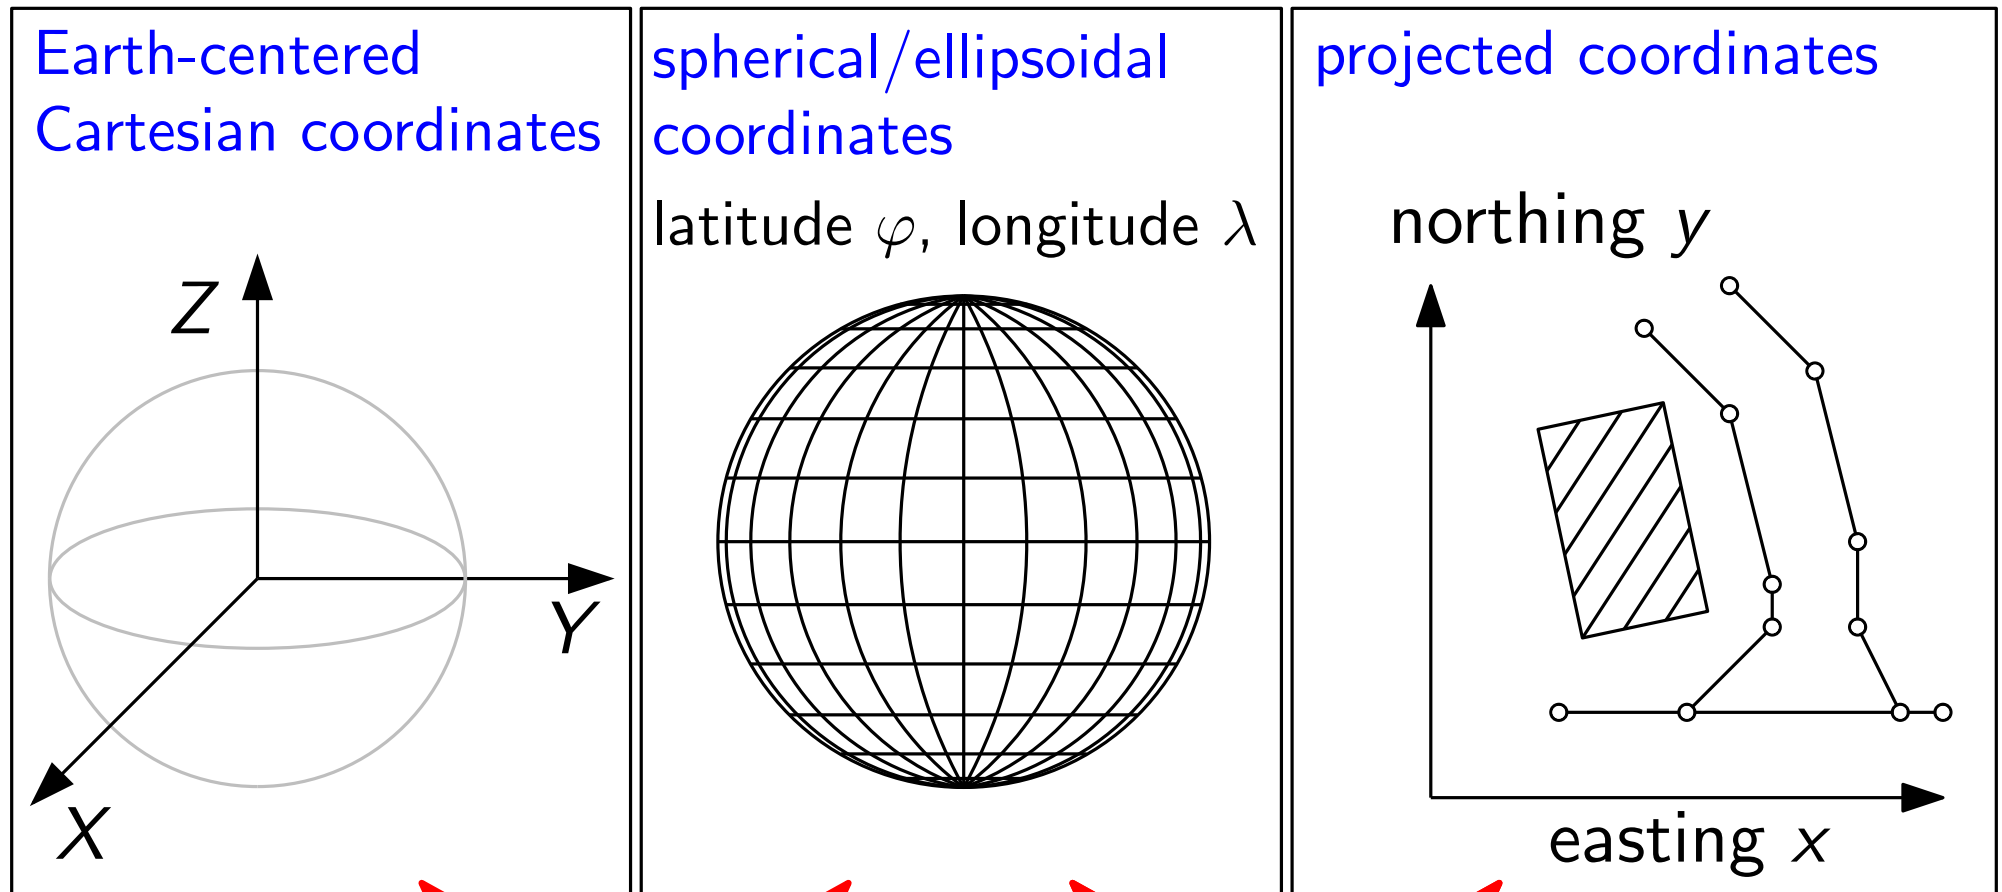 Earth-centered
Cartesian coordinates
Z
Y
X
spherical/ellipsoidal
coordinates
latitude φ, longitude λ
projected coordinates
northing y
easting x